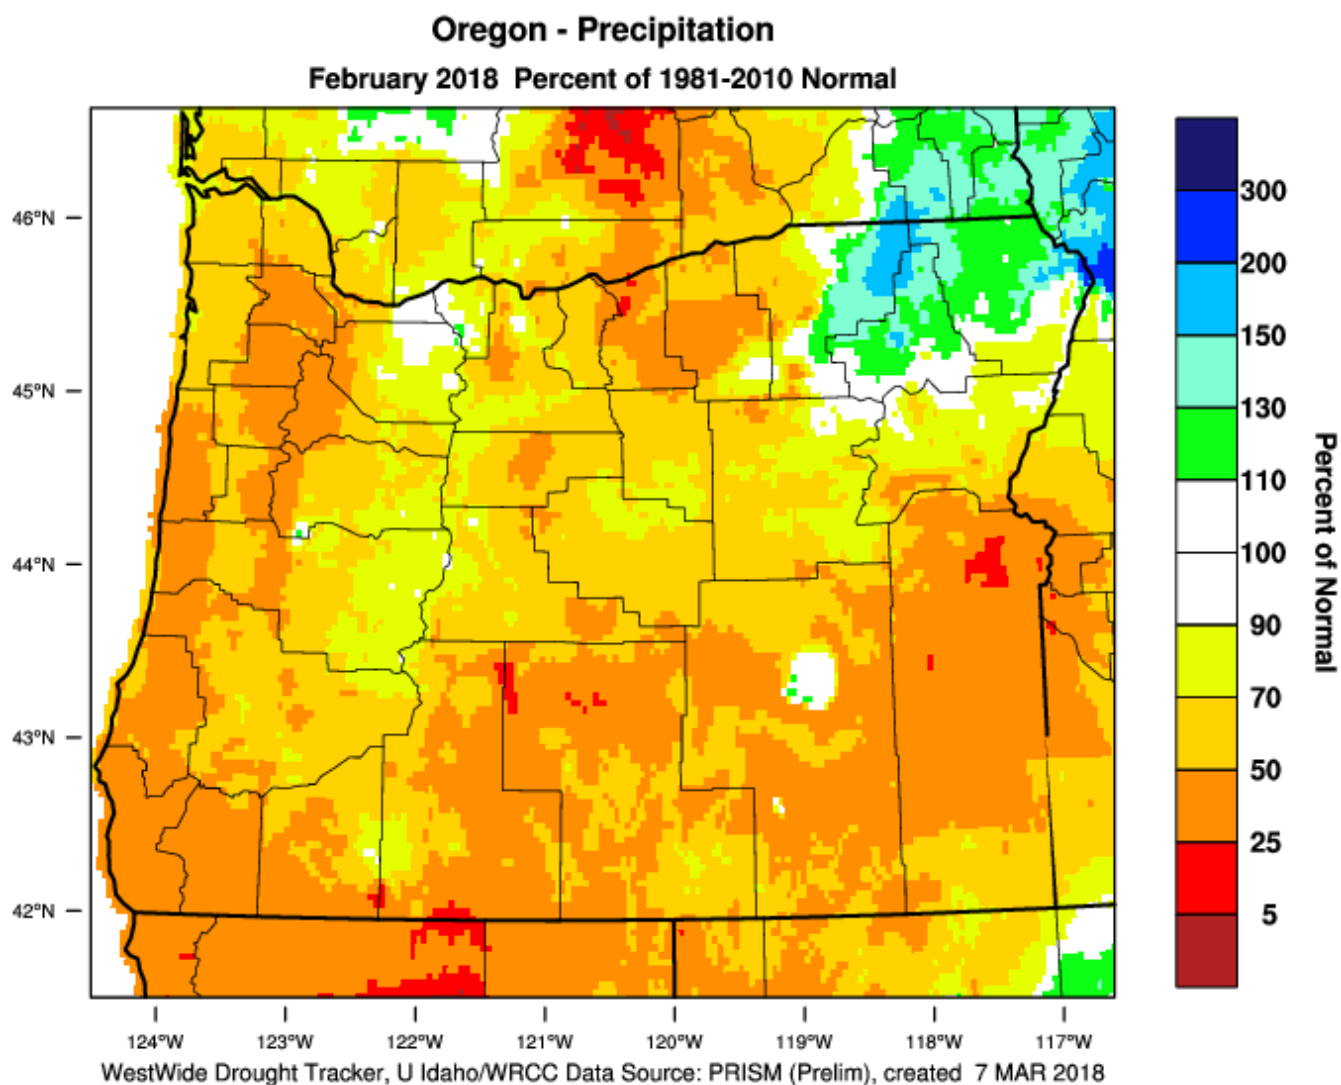 Oregon - Precipitation
February 2018 Percent of 1981-2010 Normal
46°N
45°N
44°N
43°N
42°N
124°W 123°W 122°W 121°W 120°W 119°W 118°W 117°W
300
200
150
130
110
100
90
70
50
25
5
Percent of Normal
WestWide Drought Tracker, U Idaho/WRCC Data Source: PRISM (Prelim), created 7 MAR 2018